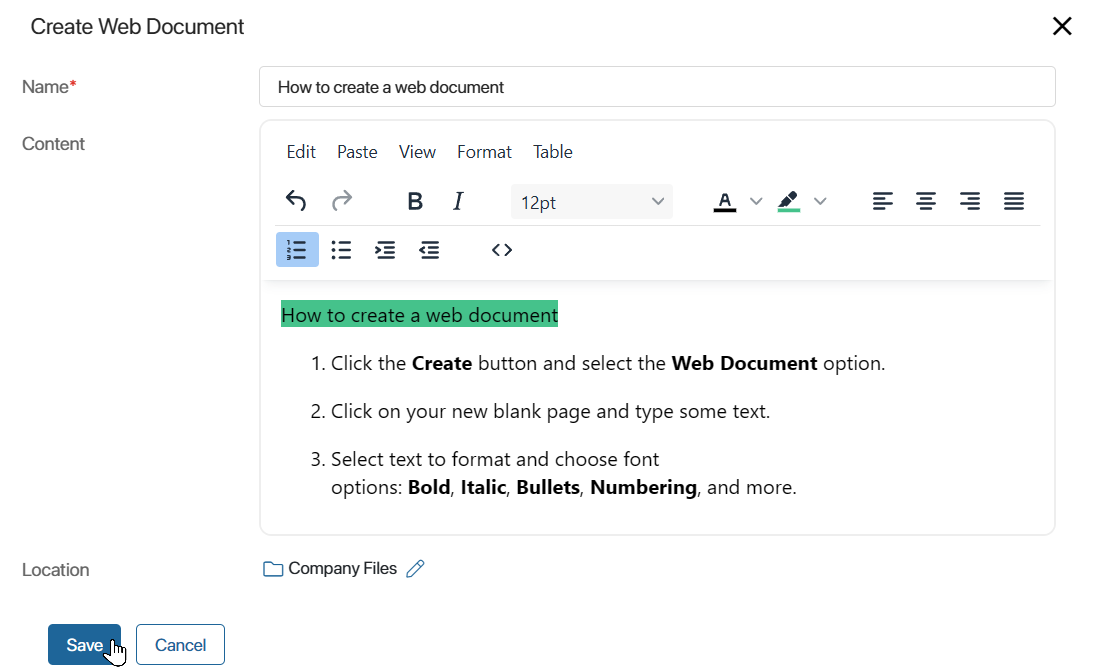 Create Web Document
Name*
How to create a web document
Content
Edit Paste View Format Table
B I 12pt A
How to create a web document
1. Click the Create button and select the Web Document option.
2. Click on your new blank page and type some text.
3. Select text to format and choose font
options: Bold, Italic, Bullets, Numbering, and more.
Location
Company Files
Save Cancel